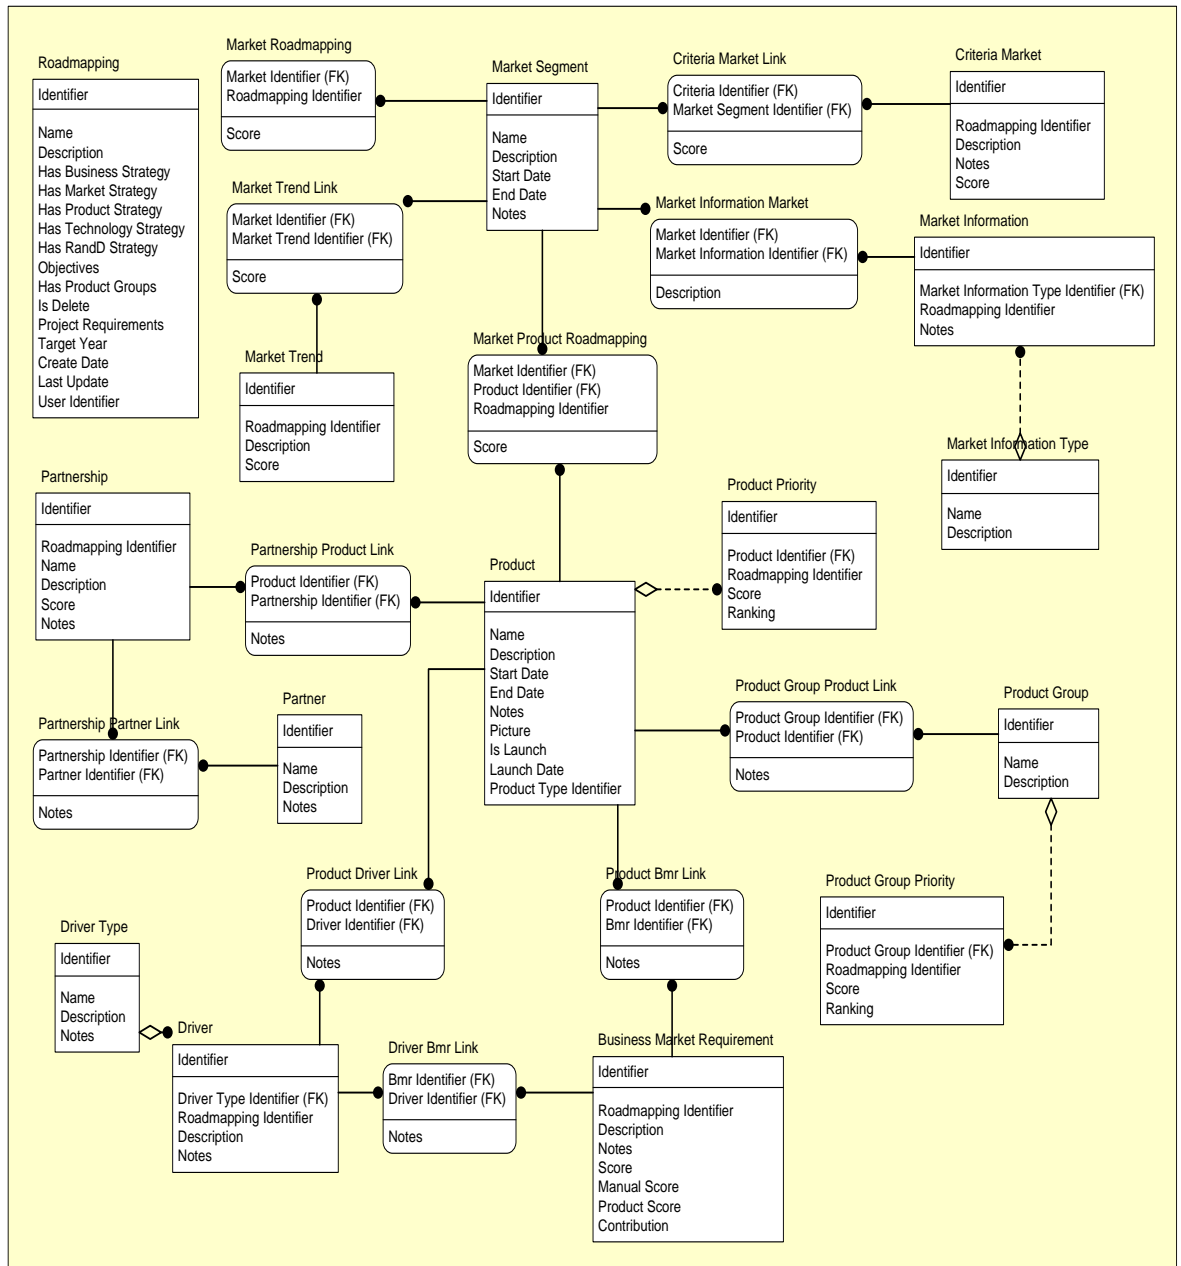 Roadmapping
Identifier
Name
Description
Has Business Strategy
Has Market Strategy
Has Product Strategy
Has Technology Strategy
Has RandD Strategy
Objectives
Has Product Groups
Is Delete
Project Requirements
Target Year
Create Date
Last Update
User Identifier
Market Roadmapping
Market Identifier (FK)
Roadmapping Identifier
Score
Market Segment
Identifier
Name
Description
Start Date
End Date
Notes
Criteria Market Link
Criteria Identifier (FK)
Market Segment Identifier (FK)
Score
Criteria Market
Identifier
Roadmapping Identifier
Description
Notes
Score
Market Trend Link
Market Identifier (FK)
Market Trend Identifier (FK)
Score
Market Information Market
Market Identifier (FK)
Market Information Identifier (FK)
Description
Market Information
Identifier
Market Information Type Identifier (FK)
Roadmapping Identifier
Notes
Market Trend
Identifier
Roadmapping Identifier
Description
Score
Market Product Roadmapping
Market Identifier (FK)
Product Identifier (FK)
Roadmapping Identifier
Score
Market Information Type
Identifier
Name
Description
Partnership
Identifier
Roadmapping Identifier
Name
Description
Score
Notes
Partnership Product Link
Product Identifier (FK)
Partnership Identifier (FK)
Notes
Product
Identifier
Name
Description
Start Date
End Date
Notes
Picture
Is Launch
Launch Date
Product Type Identifier
Product Priority
Identifier
Product Identifier (FK)
Roadmapping Identifier
Score
Ranking
Partnership Partner Link
Partnership Identifier (FK)
Partner Identifier (FK)
Notes
Partner
Identifier
Name
Description
Notes
Product Group Product Link
Product Group Identifier (FK)
Product Identifier (FK)
Notes
Product Group
Identifier
Name
Description
Product Driver Link
Product Identifier (FK)
Driver Identifier (FK)
Notes
Product Bmr Link
Product Identifier (FK)
Bmr Identifier (FK)
Notes
Product Group Priority
Identifier
Product Group Identifier (FK)
Roadmapping Identifier
Score
Ranking
Driver Type
Identifier
Name
Description
Notes
Driver
Identifier
Driver Type Identifier (FK)
Roadmapping Identifier
Description
Notes
Driver Bmr Link
Bmr Identifier (FK)
Driver Identifier (FK)
Notes
Business Market Requirement
Identifier
Roadmapping Identifier
Description
Notes
Score
Manual Score
Product Score
Contribution